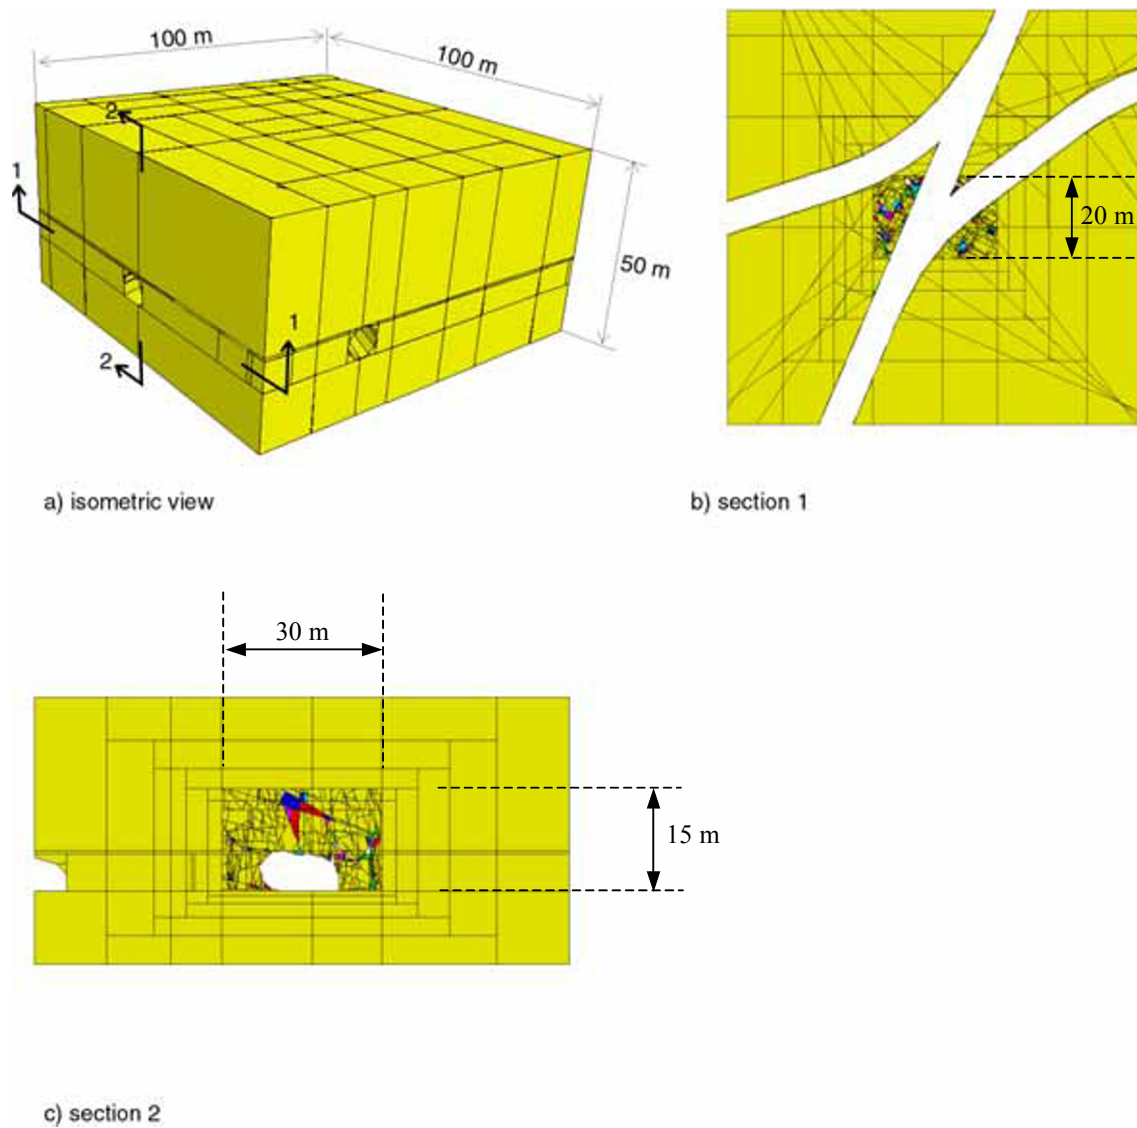 100 m
100 m
2
1
50 m
1
2
20 m
a) isometric view
b) section 1
30 m
15 m
c) section 2